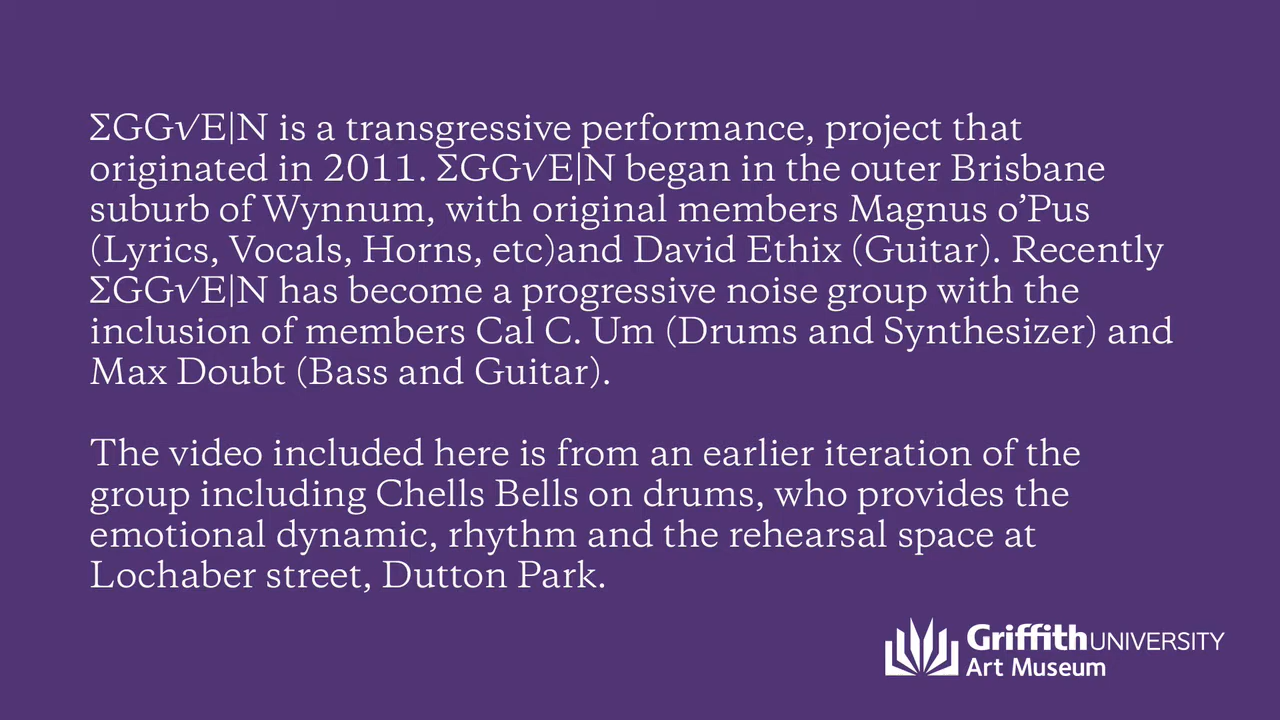 ΣGG√E|N is a transgressive performance, project that
originated in 2011. ΣGG√E|N began in the outer Brisbane
suburb of Wynnum, with original members Magnus o’Pus
(Lyrics, Vocals, Horns, etc)and David Ethix (Guitar). Recently
ΣGG√E|N has become a progressive noise group with the
inclusion of members Cal C. Um (Drums and Synthesizer) and
Max Doubt (Bass and Guitar).
The video included here is from an earlier iteration of the
group including Chells Bells on drums, who provides the
emotional dynamic, rhythm and the rehearsal space at
Lochaber street, Dutton Park.
Griffith UNIVERSITY
Art Museum